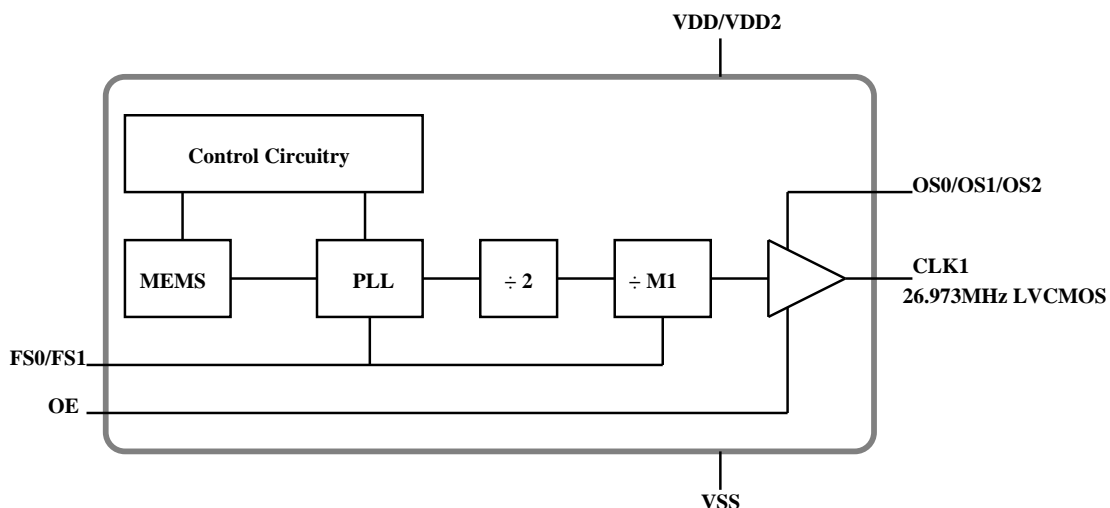 VDD/VDD2
Control Circuitry
OS0/OS1/OS2
MEMS
PLL
÷ 2
÷ M1
CLK1
26.973MHz LVCMOS
FS0/FS1
OE
VSS